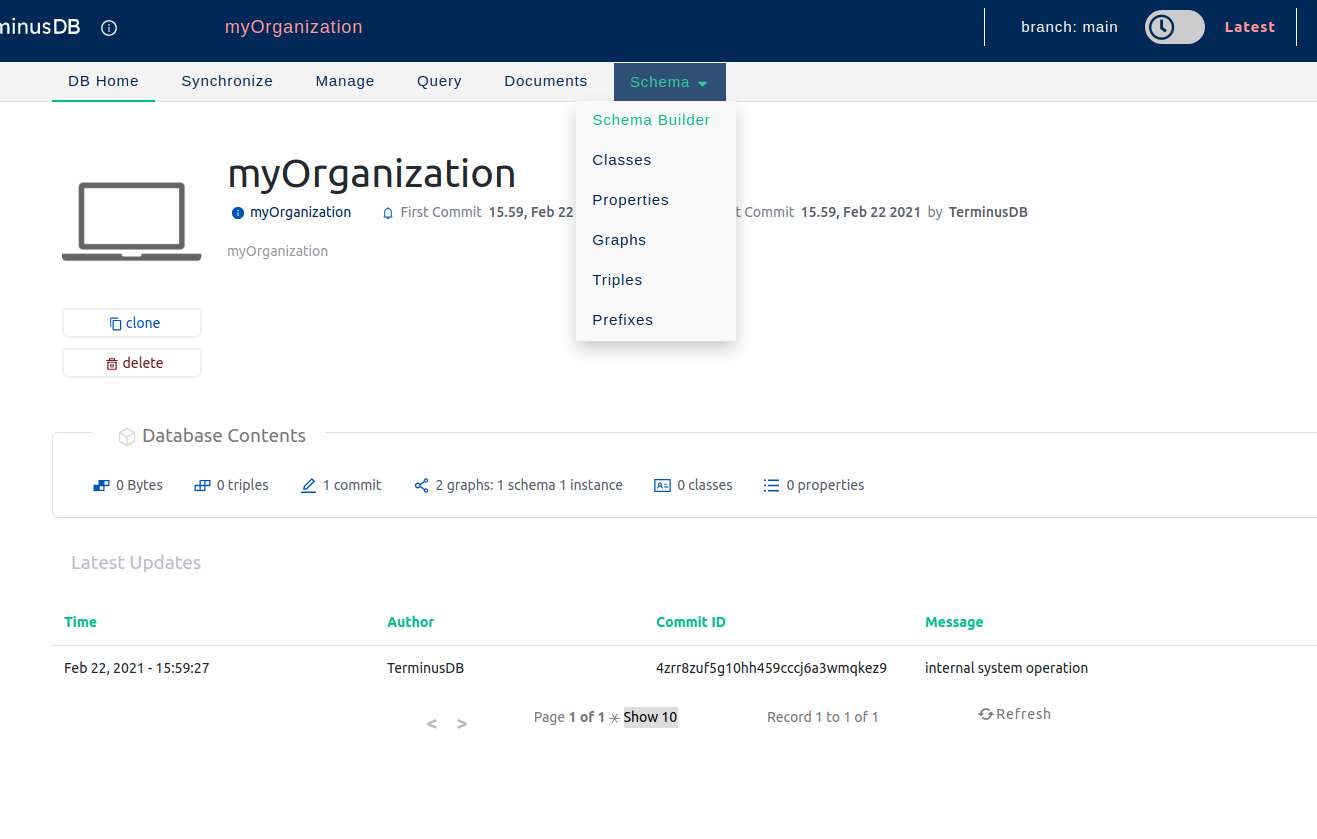 minusDB myOrganization branch: main Latest
DB Home Synchronize Manage Query Documents Schema
Schema Builder
Classes
Properties
Graphs
Triples
Prefixes
myOrganization
myOrganization First Commit 15.59, Feb 22 t Commit 15.59, Feb 22 2021 by TerminusDB
myOrganization
clone
delete
Database Contents
0 Bytes 0 triples 1 commit 2 graphs: 1 schema 1 instance 0 classes 0 properties
Latest Updates
Time Author Commit ID Message
Feb 22, 2021 - 15:59:27 TerminusDB 4zrr8zuf5g10hh459cccj6a3wmqkez9 internal system operation
< > Page 1 of 1 Show 10 Record 1 to 1 of 1 Refresh